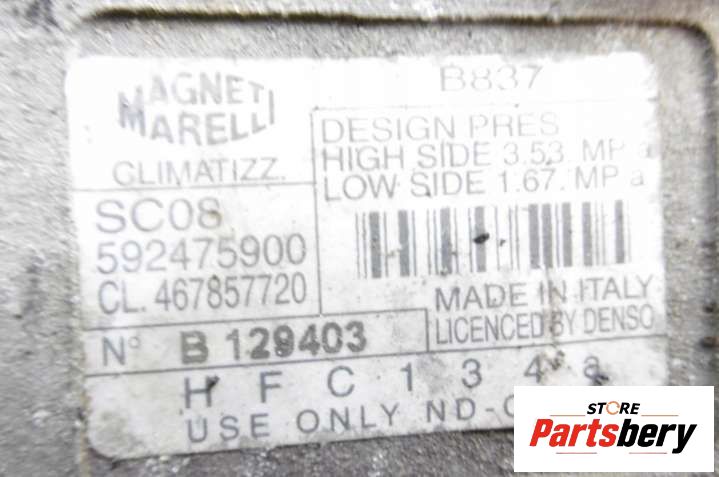 MAGNETI
MARELLI
CLIMATIZZ.
SC08
592475900
CL. 467857720
B837
DESIGN PRES
HIGH SIDE 3.53. MPa
LOW SIDE 1.67. MPa
MADE IN ITALY
LICENCED BY DENSO
N° B 129403
HFC134a
USE ONLY
STORE
Partsbery